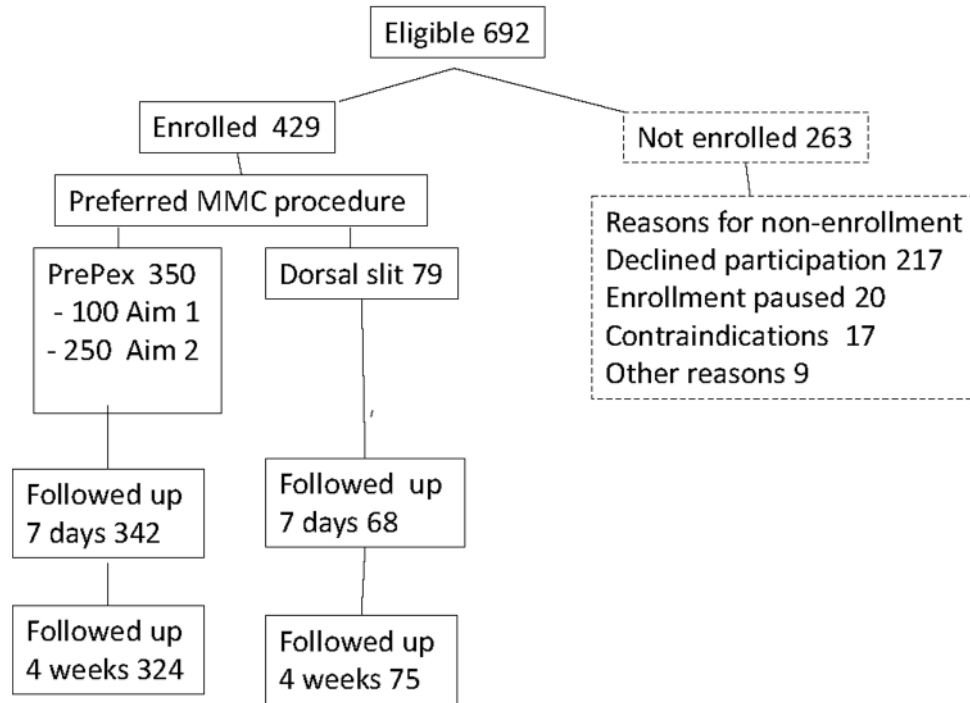 Eligible 692
Enrolled 429
Not enrolled 263
Preferred MMC procedure
Reasons for non-enrollment
Declined participation 217
Enrollment paused 20
Contraindications 17
Other reasons 9
PrePex 350
- 100 Aim 1
- 250 Aim 2
Dorsal slit 79
Followed up
7 days 342
Followed up
7 days 68
Followed up
4 weeks 324
Followed up
4 weeks 75